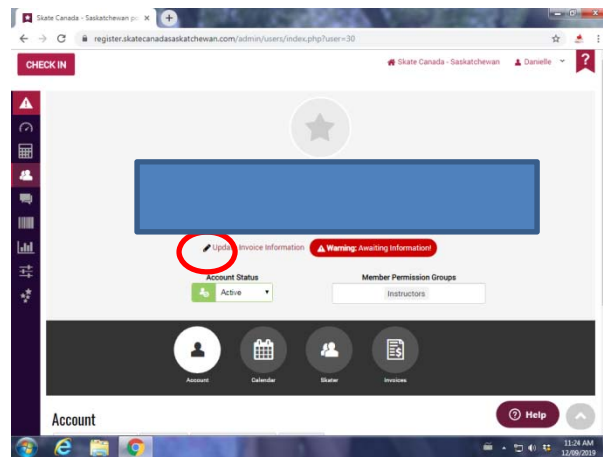 Skate Canada - Saskatchewan po
register.skatecanadasaskatchewan.com/admin/users/index.php?user=30
CHECK IN
Skate Canada - Saskatchewan
Danielle
?
Invoice Information
Warning: Awaiting Information!
Account Status
Member Permission Groups
Active
Instructors
Account
Calendar
Skater
Invoices
Account
Help
11:24 AM
12/09/2019